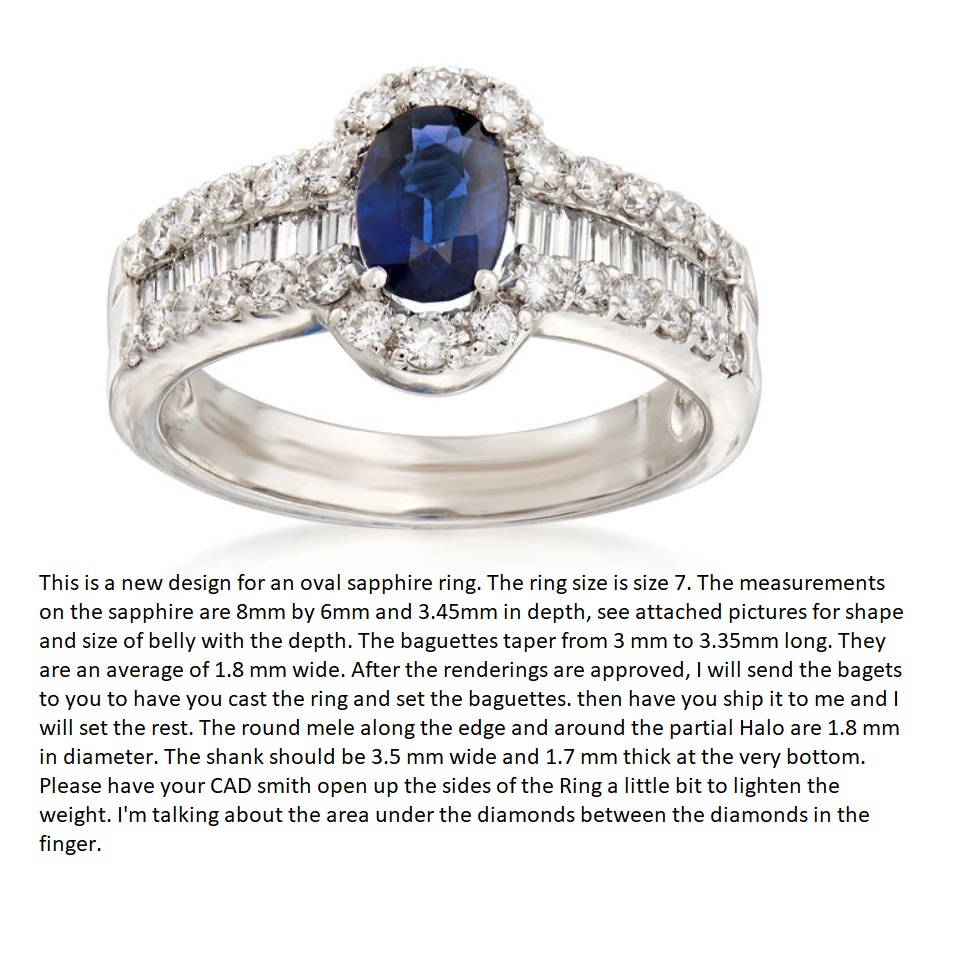 This is a new design for an oval sapphire ring. The ring size is size 7. The measurements
on the sapphire are 8mm by 6mm and 3.45mm in depth, see attached pictures for shape
and size of belly with the depth. The baguettes taper from 3 mm to 3.35mm long. They
are an average of 1.8 mm wide. After the renderings are approved, I will send the bagets
to you to have you cast the ring and set the baguettes. then have you ship it to me and I
will set the rest. The round mele along the edge and around the partial Halo are 1.8 mm
in diameter. The shank should be 3.5 mm wide and 1.7 mm thick at the very bottom.
Please have your CAD smith open up the sides of the Ring a little bit to lighten the
weight. I'm talking about the area under the diamonds between the diamonds in the
finger.